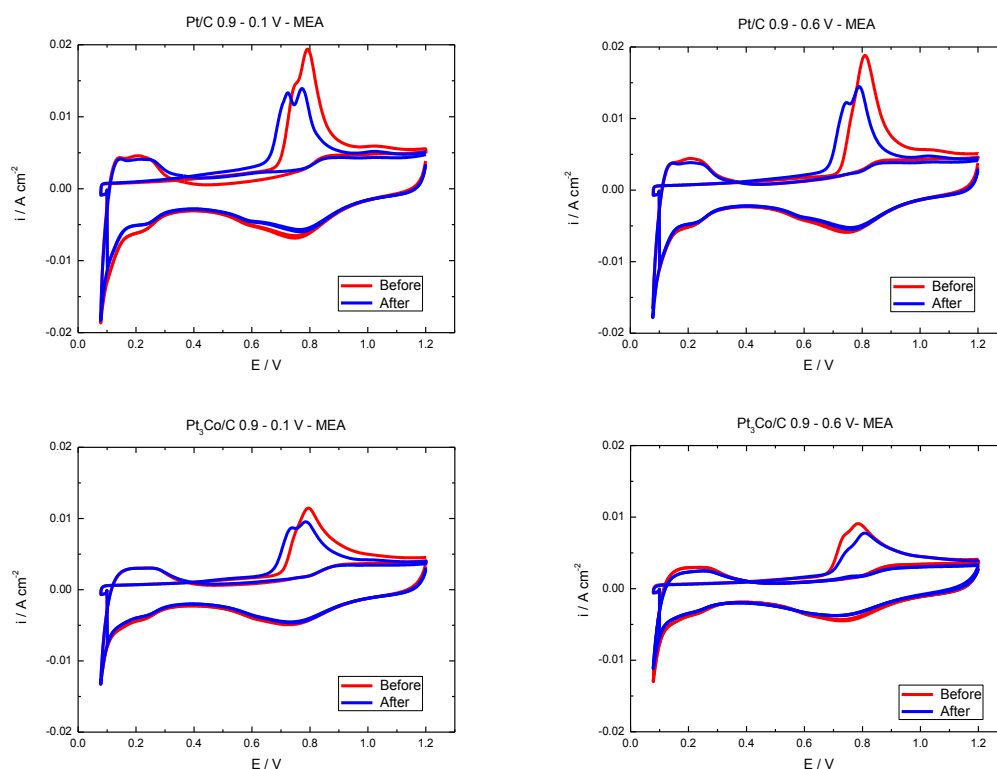 Pt/C 0.9 - 0.1 V - MEA
0.02
0.01
0.00
-0.01
-0.02
i / A cm-2
0.0 0.2 0.4 0.6 0.8 1.0 1.2
E / V
Before
After
Pt/C 0.9 - 0.6 V - MEA
0.02
0.01
0.00
-0.01
-0.02
i / A cm-2
0.0 0.2 0.4 0.6 0.8 1.0 1.2
E / V
Before
After
Pt3Co/C 0.9 - 0.1 V - MEA
0.02
0.01
0.00
-0.01
-0.02
i / A cm-2
0.0 0.2 0.4 0.6 0.8 1.0 1.2
E / V
Before
After
Pt3Co/C 0.9 - 0.6 V- MEA
0.02
0.01
0.00
-0.01
-0.02
i / A cm-2
0.0 0.2 0.4 0.6 0.8 1.0 1.2
E / V
Before
After